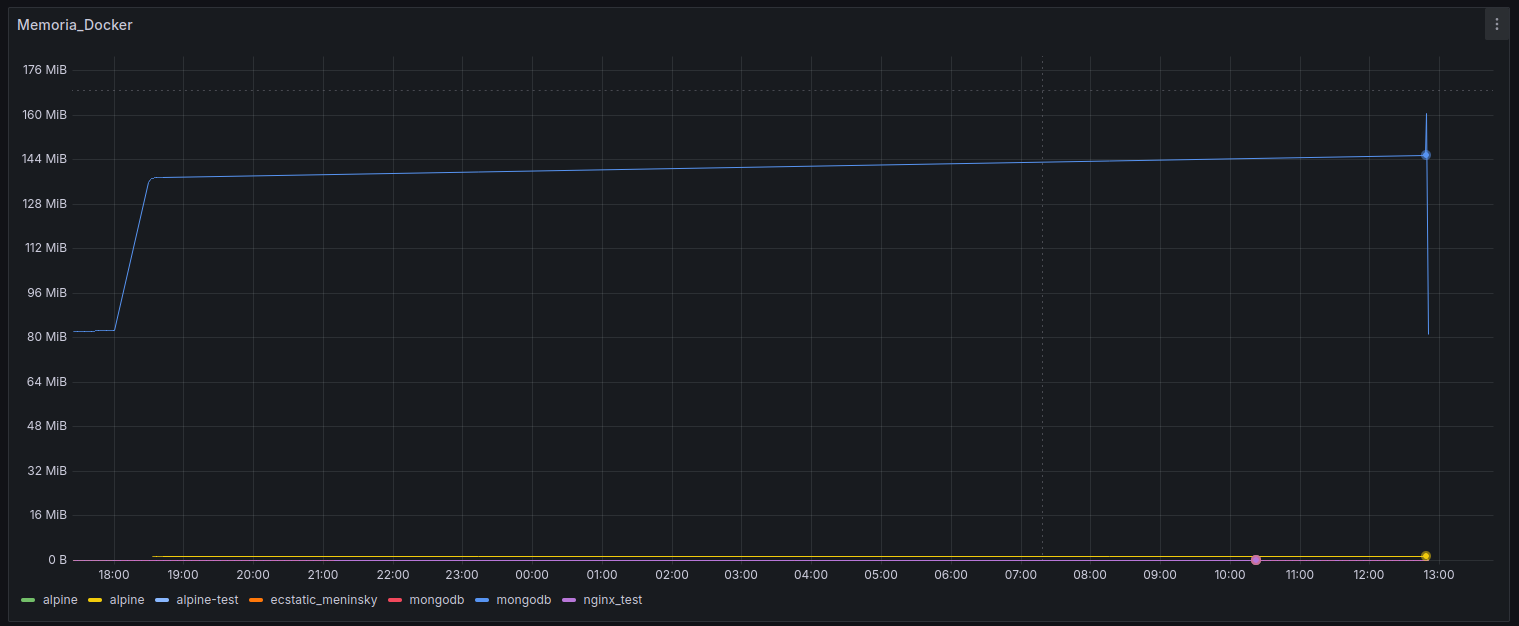 Memoria_Docker
176 MiB
160 MiB
144 MiB
128 MiB
112 MiB
96 MiB
80 MiB
64 MiB
48 MiB
32 MiB
16 MiB
0 B
18:00 19:00 20:00 21:00 22:00 23:00 00:00 01:00 02:00 03:00 04:00 05:00 06:00 07:00 08:00 09:00 10:00 11:00 12:00 13:00
alpine alpine alpine-test ecstatic_meninsky mongodb mongodb nginx_test